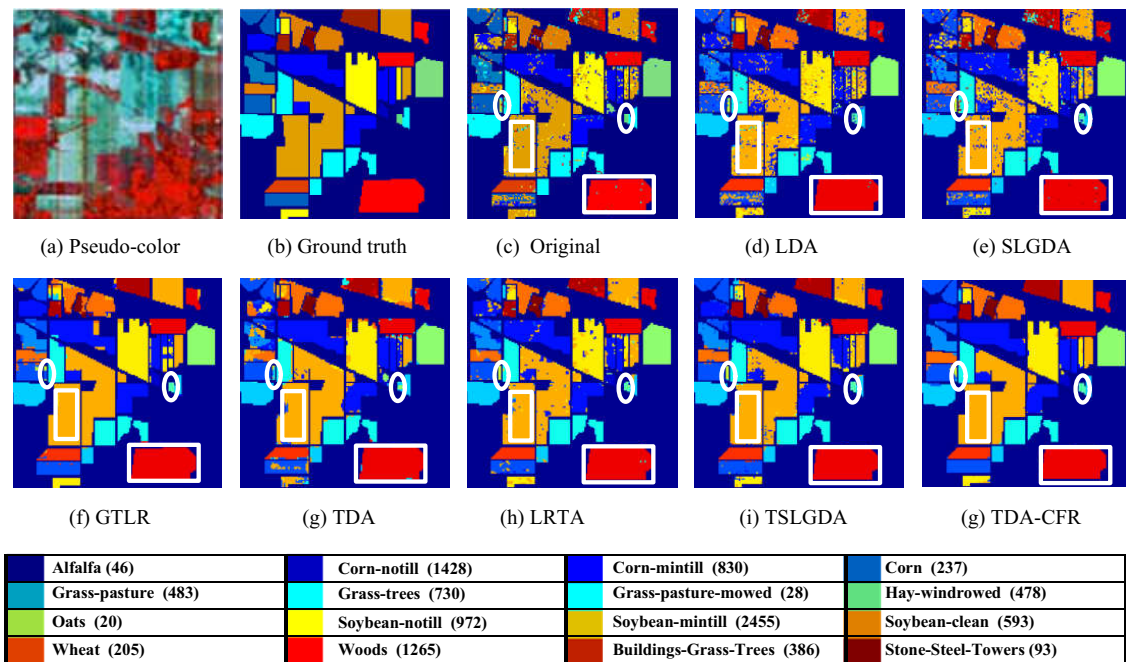 (a) Pseudo-color (b) Ground truth (c) Original (d) LDA (e) SLGDA
(f) GTLR (g) TDA (h) LRTA (i) TSLGDA (g) TDA-CFR
Alfalfa (46) Corn-notill (1428) Corn-mintill (830) Corn (237)
Grass-pasture (483) Grass-trees (730) Grass-pasture-mowed (28) Hay-windrowed (478)
Oats (20) Soybean-notill (972) Soybean-mintill (2455) Soybean-clean (593)
Wheat (205) Woods (1265) Buildings-Grass-Trees (386) Stone-Steel-Towers (93)